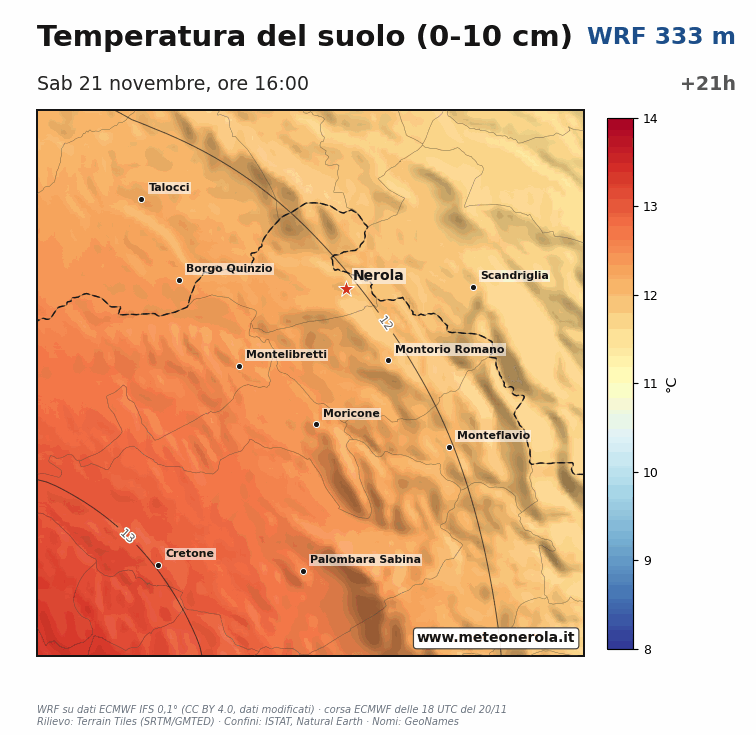 Temperatura del suolo (0-10 cm) WRF 333 m
Sab 21 novembre, ore 16:00 +21h
14
13
12
11
10
9
8
°C
Talocci
Borgo Quinzio
Nerola
Scandriglia
12
Montelibretti
Montorio Romano
Moricone
Monteflavio
13
Cretone
Palombara Sabina
www.meteonerola.it
WRF su dati ECMWF IFS 0,1° (CC BY 4.0, dati modificati) · corsa ECMWF delle 18 UTC del 20/11
Rilievo: Terrain Tiles (SRTM/GMTED) · Confini: ISTAT, Natural Earth · Nomi: GeoNames